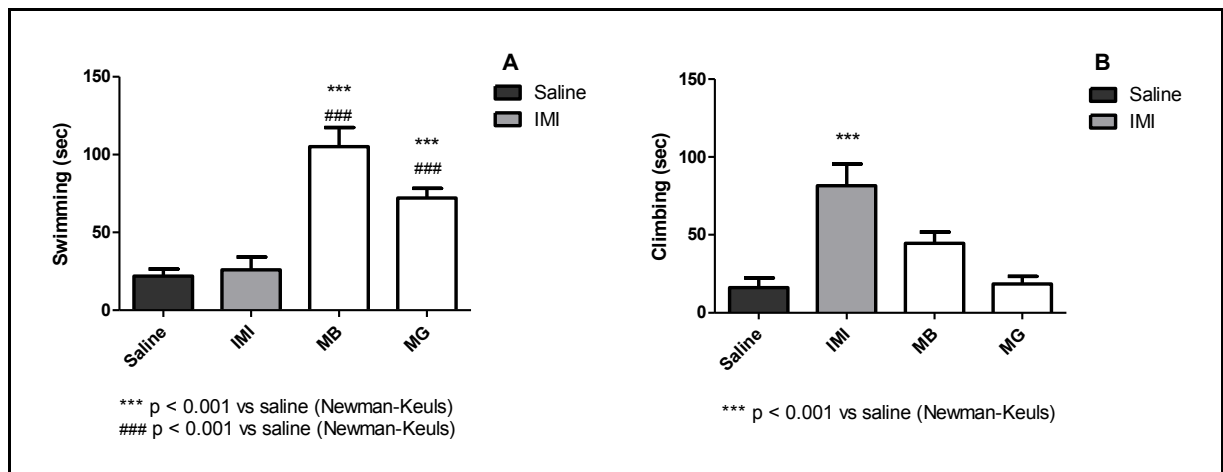 A
Saline
IMI
150
100
50
0
Swimming (sec)
***
###
***
###
Saline
IMI
MB
MG
*** p < 0.001 vs saline (Newman-Keuls)
### p < 0.001 vs saline (Newman-Keuls)
B
Saline
IMI
150
100
50
0
Climbing (sec)
***
Saline
IMI
MB
MG
*** p < 0.001 vs saline (Newman-Keuls)